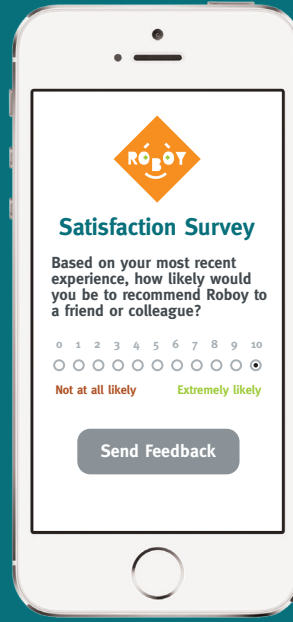 ROBOY
Satisfaction Survey
Based on your most recent
experience, how likely would
you be to recommend Roboy to
a friend or colleague?
0 1 2 3 4 5 6 7 8 9 10
Not at all likely Extremely likely
Send Feedback